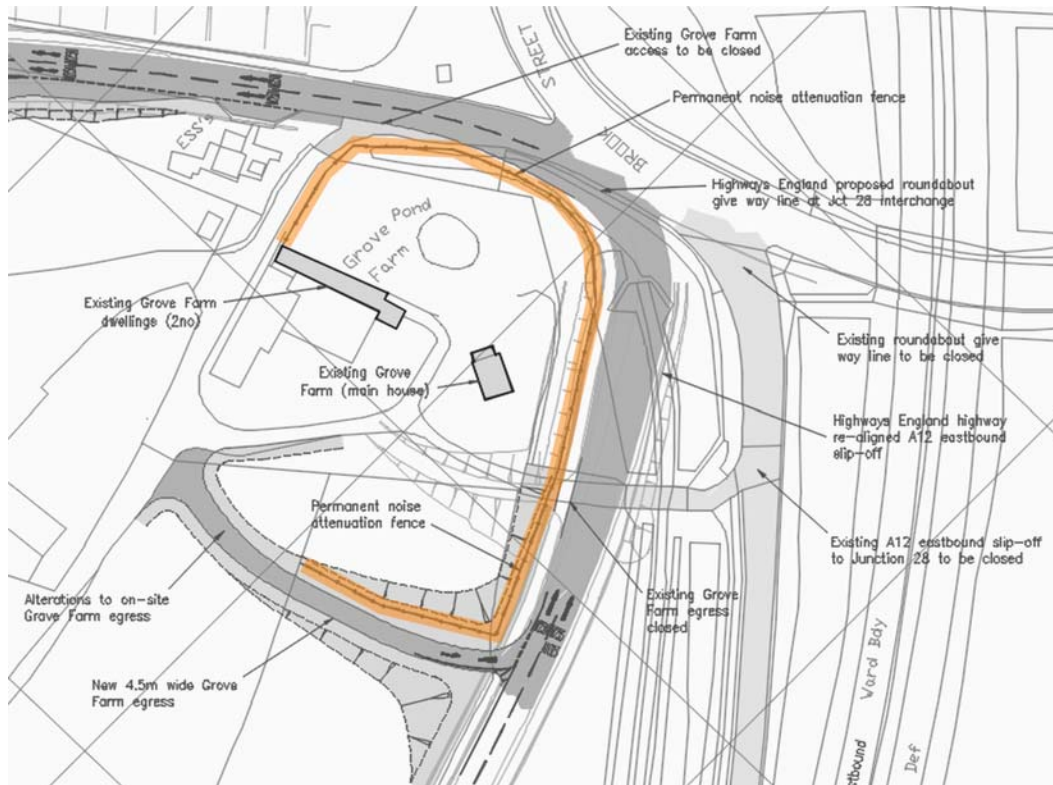 Existing Grove Farm
access to be closed
STREET
Permanent noise attenuation fence
BROOK
ESS's
Highways England proposed roundabout
give way line at Jct 28 interchange
Grove Pond
Farm
Existing Grove Farm
dwellings (2no)
Existing roundabout give
way line to be closed
Existing Grove
Farm (main house)
Highways England highway
re-aligned A12 eastbound
slip-off
Permanent noise
attenuation fence
Existing A12 eastbound slip-off
to Junction 28 to be closed
Alterations to on-site
Grove Farm egress
Existing Grove
Farm egress
closed
New 4.5m wide Grove
Farm egress
Ward Bdy
Def